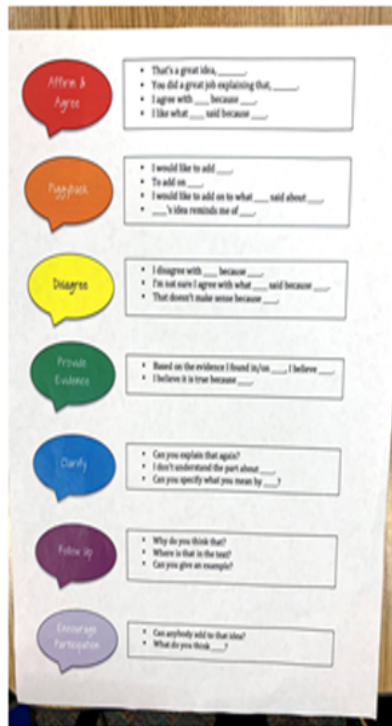 Affirm &
Agree
• That's a great idea, ______.
• You did a great job explaining that, ______.
• I agree with ____ because ____.
• I like what ____ said because ____.
Piggyback
• I would like to add ____.
• To add on ____.
• I would like to add on to what ____ said about ____.
• ____'s idea reminds me of ____.
Disagree
• I disagree with ____ because ____.
• I'm not sure I agree with what ____ said because ____.
• That doesn't make sense because ____.
Provide
Evidence
• Based on the evidence I found in/on ____, I believe ____.
• I believe it is true because ____.
Clarify
• Can you explain that again?
• I don't understand the part about ____.
• Can you specify what you mean by ____?
Follow Up
• Why do you think that?
• Where is that in the text?
• Can you give an example?
Encourage
Participation
• Can anybody add to that idea?
• What do you think ____?